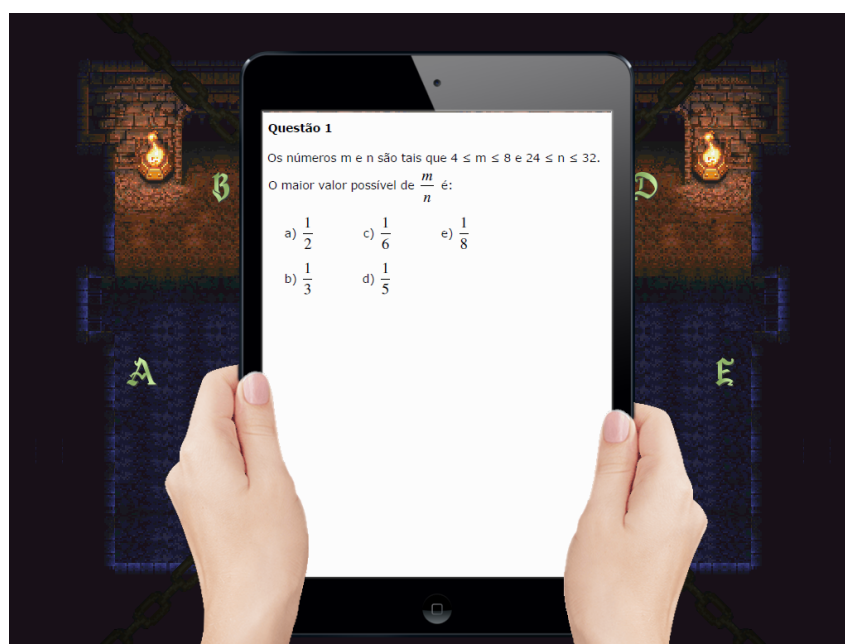 Questão 1
Os números m e n são tais que 4 ≤ m ≤ 8 e 24 ≤ n ≤ 32.
O maior valor possível de m/n é:
a) 1/2 c) 1/6 e) 1/8
b) 1/3 d) 1/5
B
D
A
E